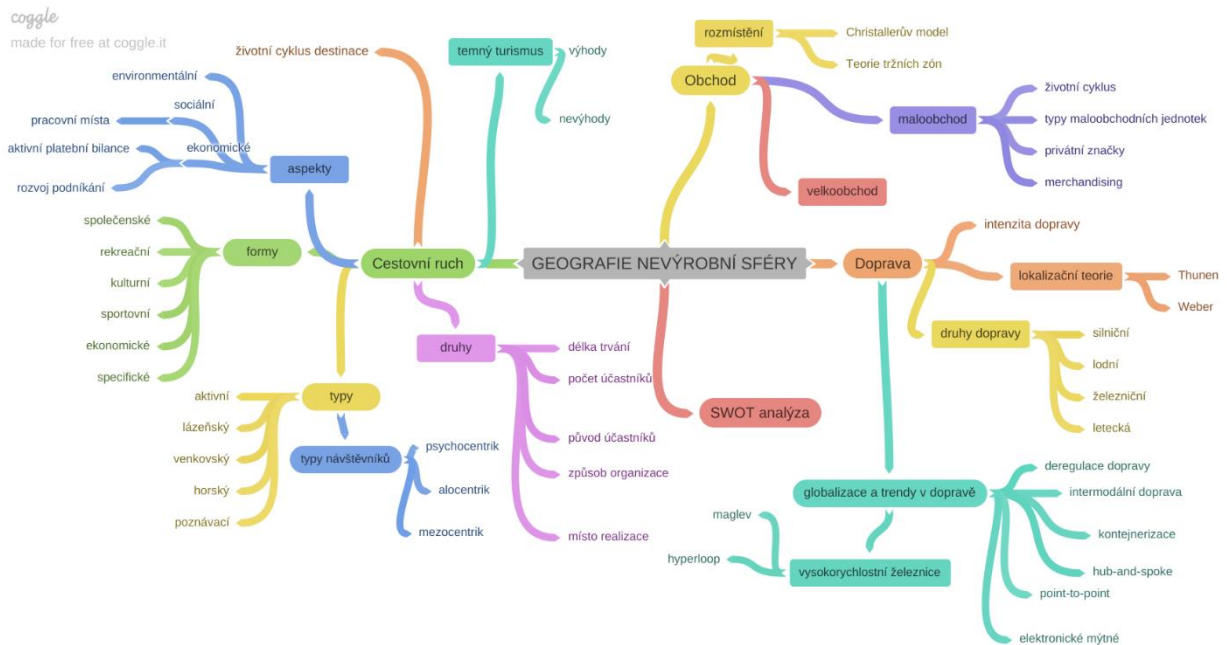 coggle
made for free at coggle.it
GEOGRAFIE NEVÝROBNÍ SFÉRY
Cestovní ruch
životní cyklus destinace
temný turismus
výhody
nevýhody
aspekty
environmentální
sociální
pracovní místa
ekonomické
aktivní platební bilance
rozvoj podníkání
formy
společenské
rekreační
kulturní
sportovní
ekonomické
specifické
typy
aktivní
lázeňský
venkovský
horský
poznávací
typy návštěvníků
psychocentrik
alocentrik
mezocentrik
druhy
délka trvání
počet účastníků
původ účastníků
způsob organizace
místo realizace
Obchod
rozmístění
Christallerův model
Teorie tržních zón
maloobchod
životní cyklus
typy maloobchodních jednotek
privátní značky
merchandising
velkoobchod
Doprava
intenzita dopravy
lokalizační teorie
Thunen
Weber
druhy dopravy
silniční
lodní
železniční
letecká
globalizace a trendy v dopravě
deregulace dopravy
intermodální doprava
kontejnerizace
hub-and-spoke
point-to-point
elektronické mýtné
vysokorychlostní železnice
maglev
hyperloop
SWOT analýza